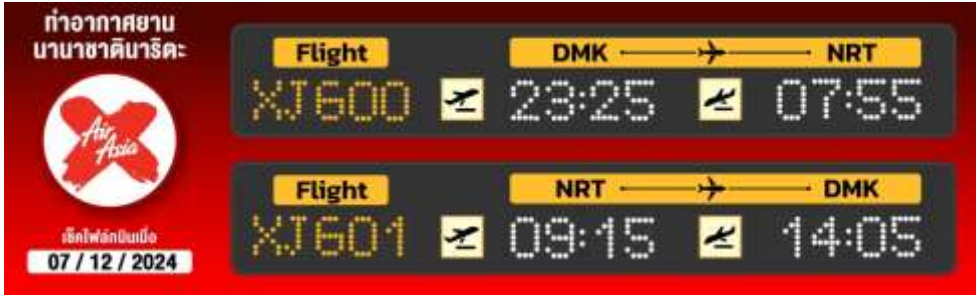 ท่าอากาศยาน
นานาชาตินาริตะ
Air
Asia
เช็คไฟล์ทบินเมื่อ
07 / 12 / 2024
Flight DMK NRT
XJ600 23:25 07:55
Flight NRT DMK
XJ601 09:15 14:05